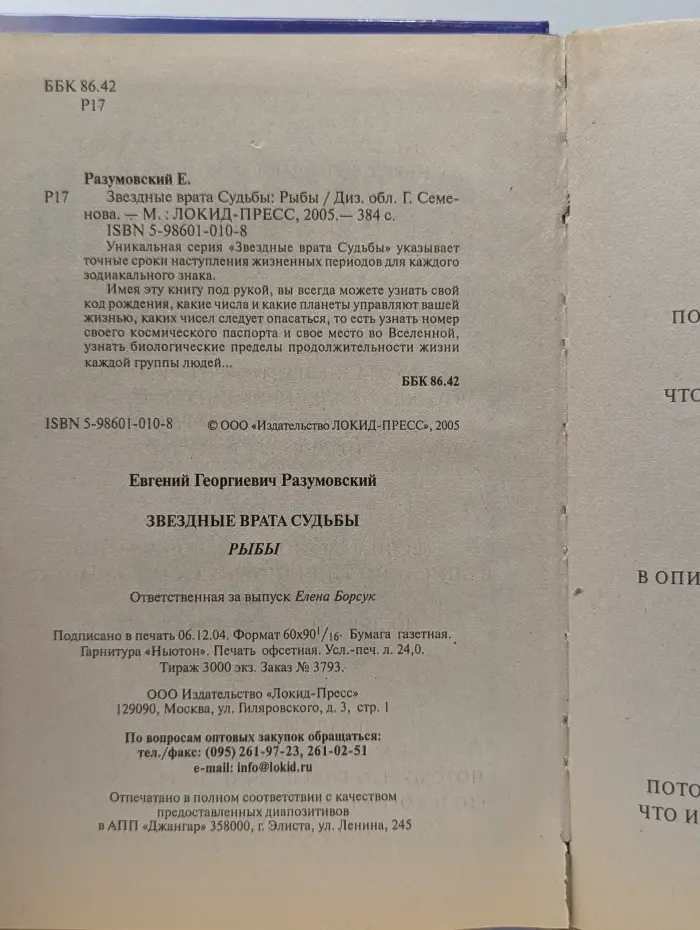 ББК 86.42
Р17
Разумовский Е.
Р17 Звездные врата Судьбы: Рыбы / Диз. обл. Г. Семе-
нова. — М. : ЛОКИД-ПРЕСС, 2005.— 384 с.
ISBN 5-98601-010-8
Уникальная серия «Звездные врата Судьбы» указывает
точные сроки наступления жизненных периодов для каждого
зодиакального знака.
Имея эту книгу под рукой, вы всегда можете узнать свой
код рождения, какие числа и какие планеты управляют вашей
жизнью, каких чисел следует опасаться, то есть узнать номер
своего космического паспорта и свое место во Вселенной,
узнать биологические пределы продолжительности жизни
каждой группы людей...
ББК 86.42
ISBN 5-98601-010-8 © ООО «Издательство ЛОКИД-ПРЕСС», 2005
Евгений Георгиевич Разумовский
ЗВЕЗДНЫЕ ВРАТА СУДЬБЫ
РЫБЫ
Ответственная за выпуск Елена Борсук
Подписано в печать 06.12.04. Формат 60х90 1/16. Бумага газетная.
Гарнитура «Ньютон». Печать офсетная. Усл.-печ. л. 24,0.
Тираж 3000 экз. Заказ № 3793.
ООО Издательство «Локид-Пресс»
129090, Москва, ул. Гиляровского, д. 3, стр. 1
По вопросам оптовых закупок обращаться:
тел./факс: (095) 261-97-23, 261-02-51
e-mail: info@lokid.ru
Отпечатано в полном соответствии с качеством
предоставленных диапозитивов
в АПП «Джангар» 358000, г. Элиста, ул. Ленина, 245
ПО
ЧТО
В ОПИ
ПОТО
ЧТО И